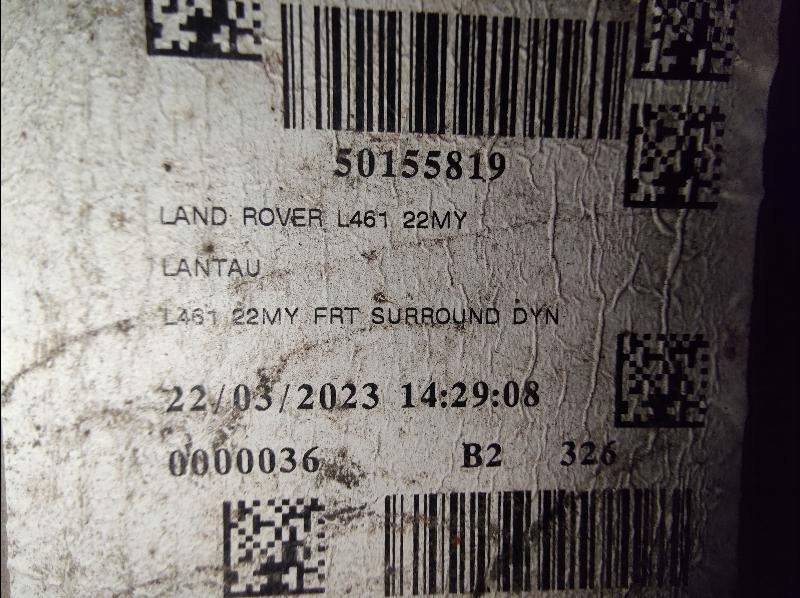 50155819
LAND ROVER L461 22MY
LANTAU
L461 22MY FRT SURROUND DYN
22/03/2023 14:29:08
0000036 B2 326